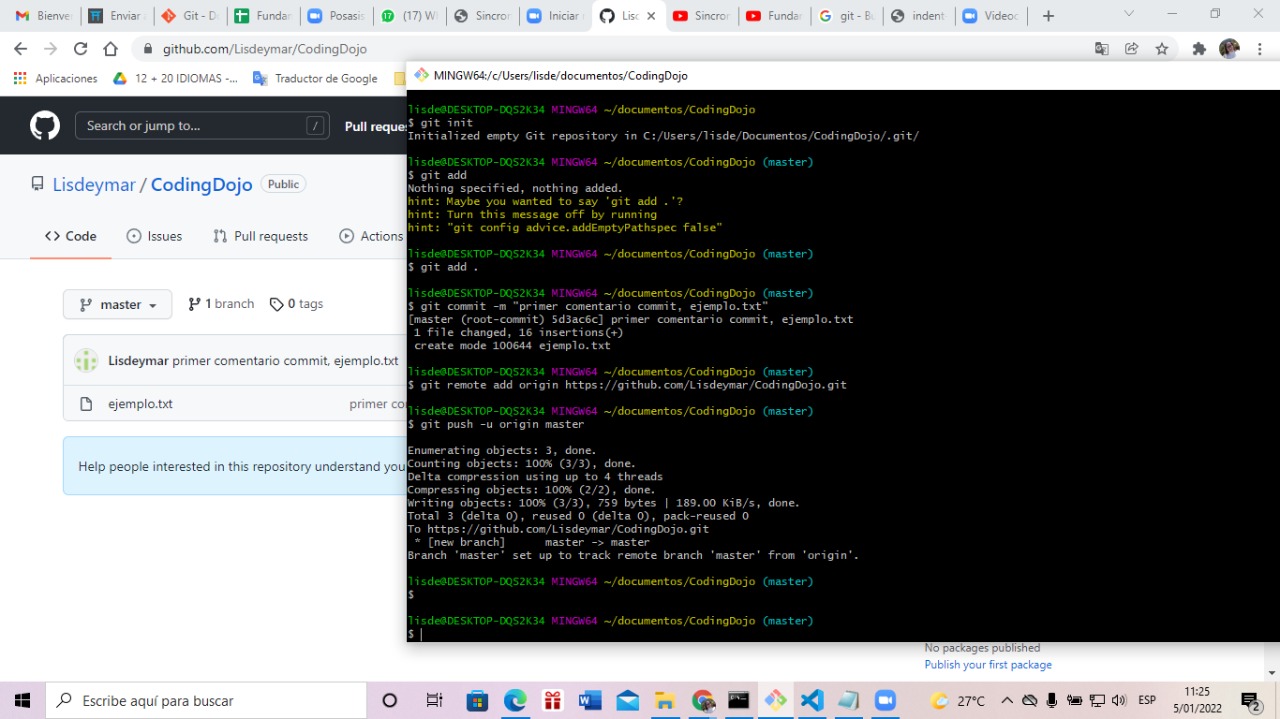 Bienve
Enviar
Git - D
Fundar
Posasis
(17) W
Sincror
Iniciar
Lisc
Sincror
Fundar
git - Bu
indent
Videoc
github.com/Lisdeymar/CodingDojo
Aplicaciones
12 + 20 IDIOMAS -...
Traductor de Google
MINGW64:/c/Users/lisde/documentos/CodingDojo
Search or jump to...
/
Pull reque
Lisdeymar / CodingDojo
Public
Code
Issues
Pull requests
Actions
master
1 branch
0 tags
Lisdeymar primer comentario commit, ejemplo.txt
ejemplo.txt
primer co
Help people interested in this repository understand you
lisde@DESKTOP-DQS2K34 MINGW64 ~/documentos/CodingDojo
$ git init
Initialized empty Git repository in C:/Users/lisde/Documentos/CodingDojo/.git/
lisde@DESKTOP-DQS2K34 MINGW64 ~/documentos/CodingDojo (master)
$ git add
Nothing specified, nothing added.
hint: Maybe you wanted to say 'git add .'?
hint: Turn this message off by running
hint: "git config advice.addEmptyPathspec false"
lisde@DESKTOP-DQS2K34 MINGW64 ~/documentos/CodingDojo (master)
$ git add .
lisde@DESKTOP-DQS2K34 MINGW64 ~/documentos/CodingDojo (master)
$ git commit -m "primer comentario commit, ejemplo.txt"
[master (root-commit) 5d3ac6c] primer comentario commit, ejemplo.txt
1 file changed, 16 insertions(+)
create mode 100644 ejemplo.txt
lisde@DESKTOP-DQS2K34 MINGW64 ~/documentos/CodingDojo (master)
$ git remote add origin https://github.com/Lisdeymar/CodingDojo.git
lisde@DESKTOP-DQS2K34 MINGW64 ~/documentos/CodingDojo (master)
$ git push -u origin master
Enumerating objects: 3, done.
Counting objects: 100% (3/3), done.
Delta compression using up to 4 threads
Compressing objects: 100% (2/2), done.
Writing objects: 100% (3/3), 759 bytes | 189.00 KiB/s, done.
Total 3 (delta 0), reused 0 (delta 0), pack-reused 0
To https://github.com/Lisdeymar/CodingDojo.git
* [new branch] master -> master
Branch 'master' set up to track remote branch 'master' from 'origin'.
lisde@DESKTOP-DQS2K34 MINGW64 ~/documentos/CodingDojo (master)
$
lisde@DESKTOP-DQS2K34 MINGW64 ~/documentos/CodingDojo (master)
$
No packages published
Publish your first package
Escribe aquí para buscar
27°C
ESP
11:25
5/01/2022
2